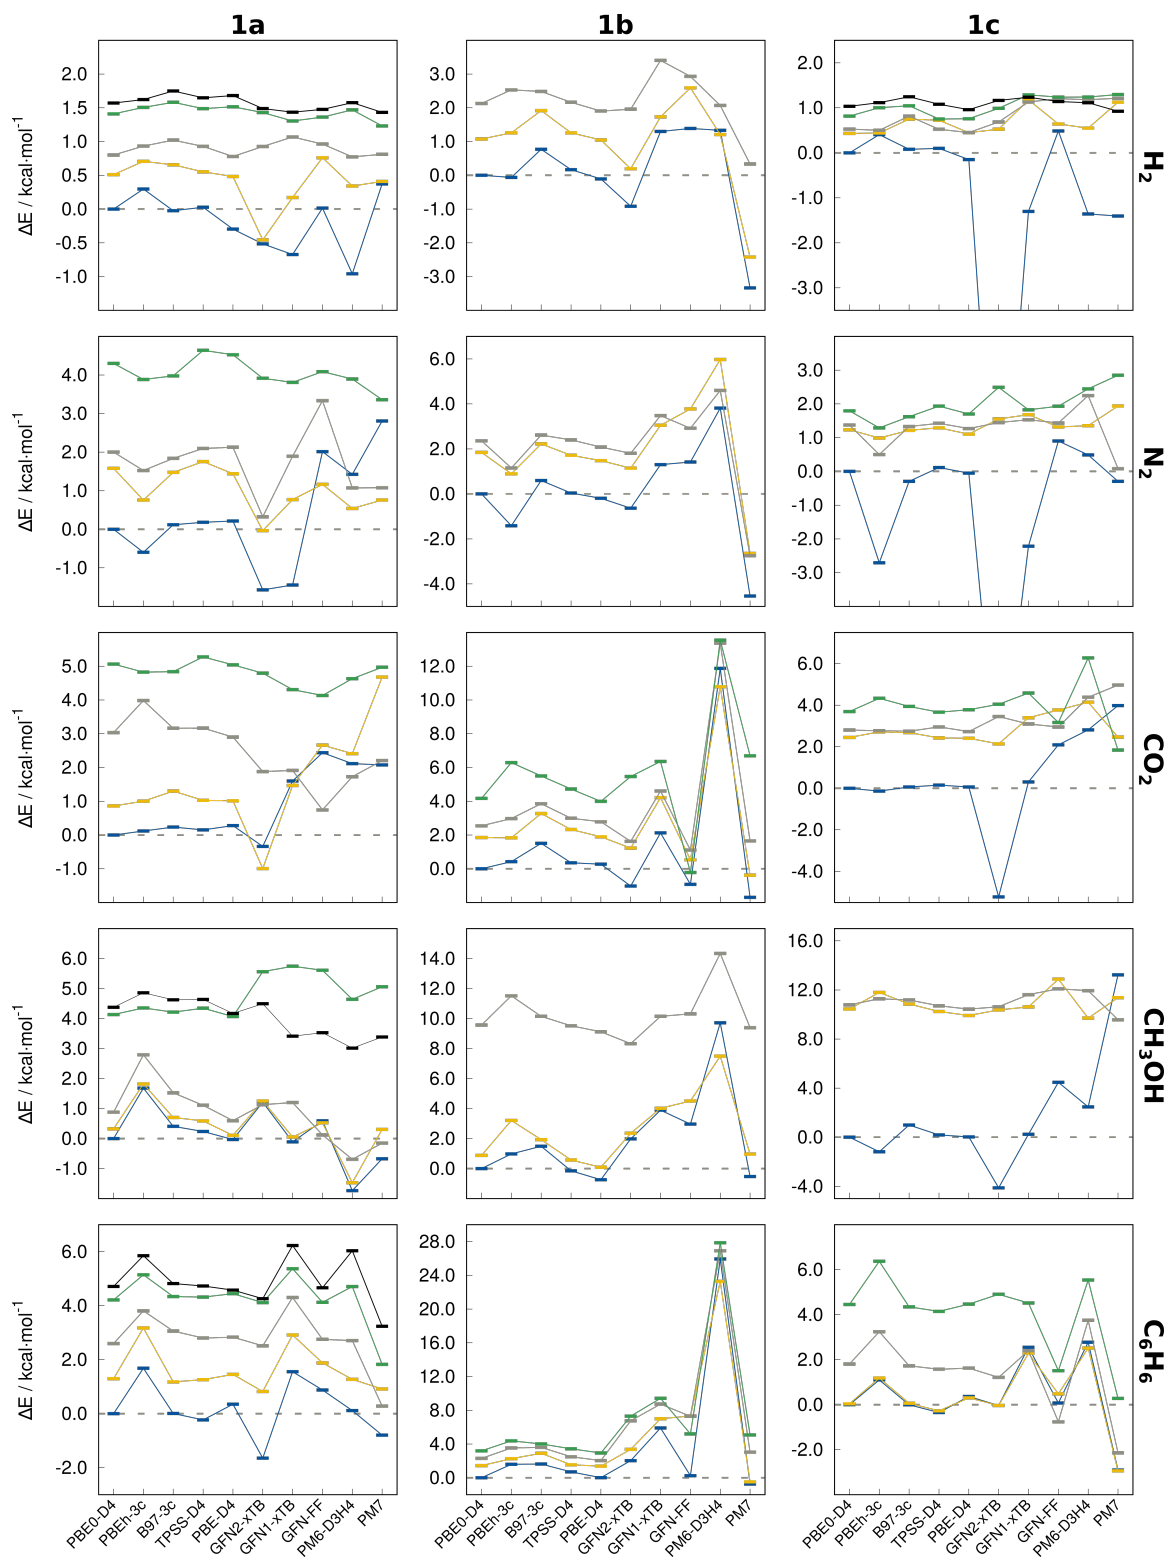 1a 1b 1c
2.0
1.5
1.0
0.5
0.0
-0.5
-1.0
ΔE / kcal·mol⁻¹
3.0
2.0
1.0
0.0
-1.0
-2.0
-3.0
2.0
1.0
0.0
-1.0
-2.0
-3.0
H₂
4.0
3.0
2.0
1.0
0.0
-1.0
ΔE / kcal·mol⁻¹
6.0
4.0
2.0
0.0
-2.0
-4.0
3.0
2.0
1.0
0.0
-1.0
-2.0
-3.0
N₂
5.0
4.0
3.0
2.0
1.0
0.0
-1.0
ΔE / kcal·mol⁻¹
12.0
10.0
8.0
6.0
4.0
2.0
0.0
6.0
4.0
2.0
0.0
-2.0
-4.0
CO₂
6.0
5.0
4.0
3.0
2.0
1.0
0.0
-1.0
ΔE / kcal·mol⁻¹
14.0
12.0
10.0
8.0
6.0
4.0
2.0
0.0
16.0
12.0
8.0
4.0
0.0
-4.0
CH₃OH
6.0
4.0
2.0
0.0
-2.0
ΔE / kcal·mol⁻¹
28.0
24.0
20.0
16.0
12.0
8.0
4.0
0.0
6.0
4.0
2.0
0.0
-2.0
C₆H₆
PBE0-D4
PBEh-3c
B97-3c
TPSS-D4
PBE-D4
GFN2-xTB
GFN1-xTB
GFN-FF
PM6-D3H4
PM7
PBE0-D4
PBEh-3c
B97-3c
TPSS-D4
PBE-D4
GFN2-xTB
GFN1-xTB
GFN-FF
PM6-D3H4
PM7
PBE0-D4
PBEh-3c
B97-3c
TPSS-D4
PBE-D4
GFN2-xTB
GFN1-xTB
GFN-FF
PM6-D3H4
PM7